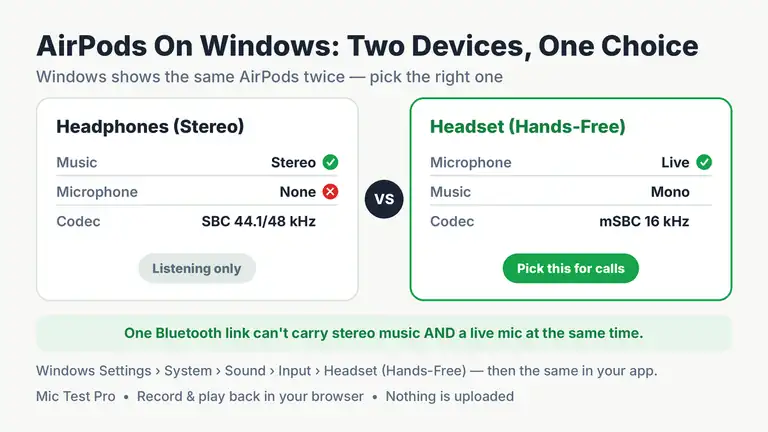 AirPods On Windows: Two Devices, One Choice
Windows shows the same AirPods twice — pick the right one
Headphones (Stereo)
Music Stereo
Microphone None
Codec SBC 44.1/48 kHz
Listening only
VS
Headset (Hands-Free)
Microphone Live
Music Mono
Codec mSBC 16 kHz
Pick this for calls
One Bluetooth link can't carry stereo music AND a live mic at the same time.
Windows Settings › System › Sound › Input › Headset (Hands-Free) — then the same in your app.
Mic Test Pro • Record & play back in your browser • Nothing is uploaded